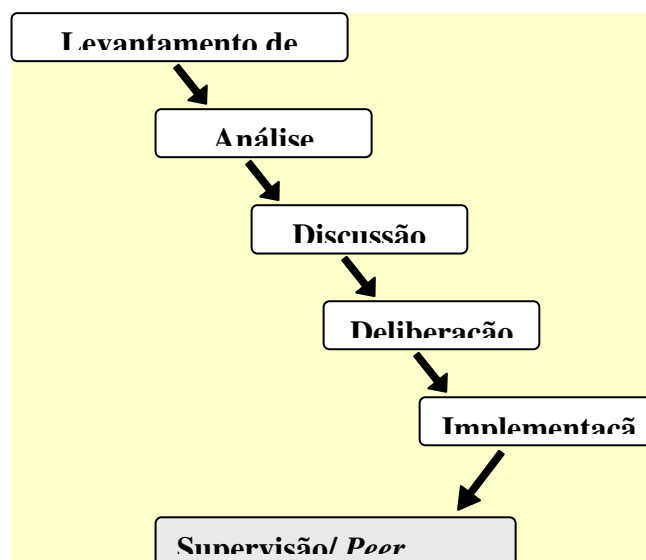 Levantamento de
Análise
Discussão
Deliberação
Implementaçã
Supervisão/ Peer